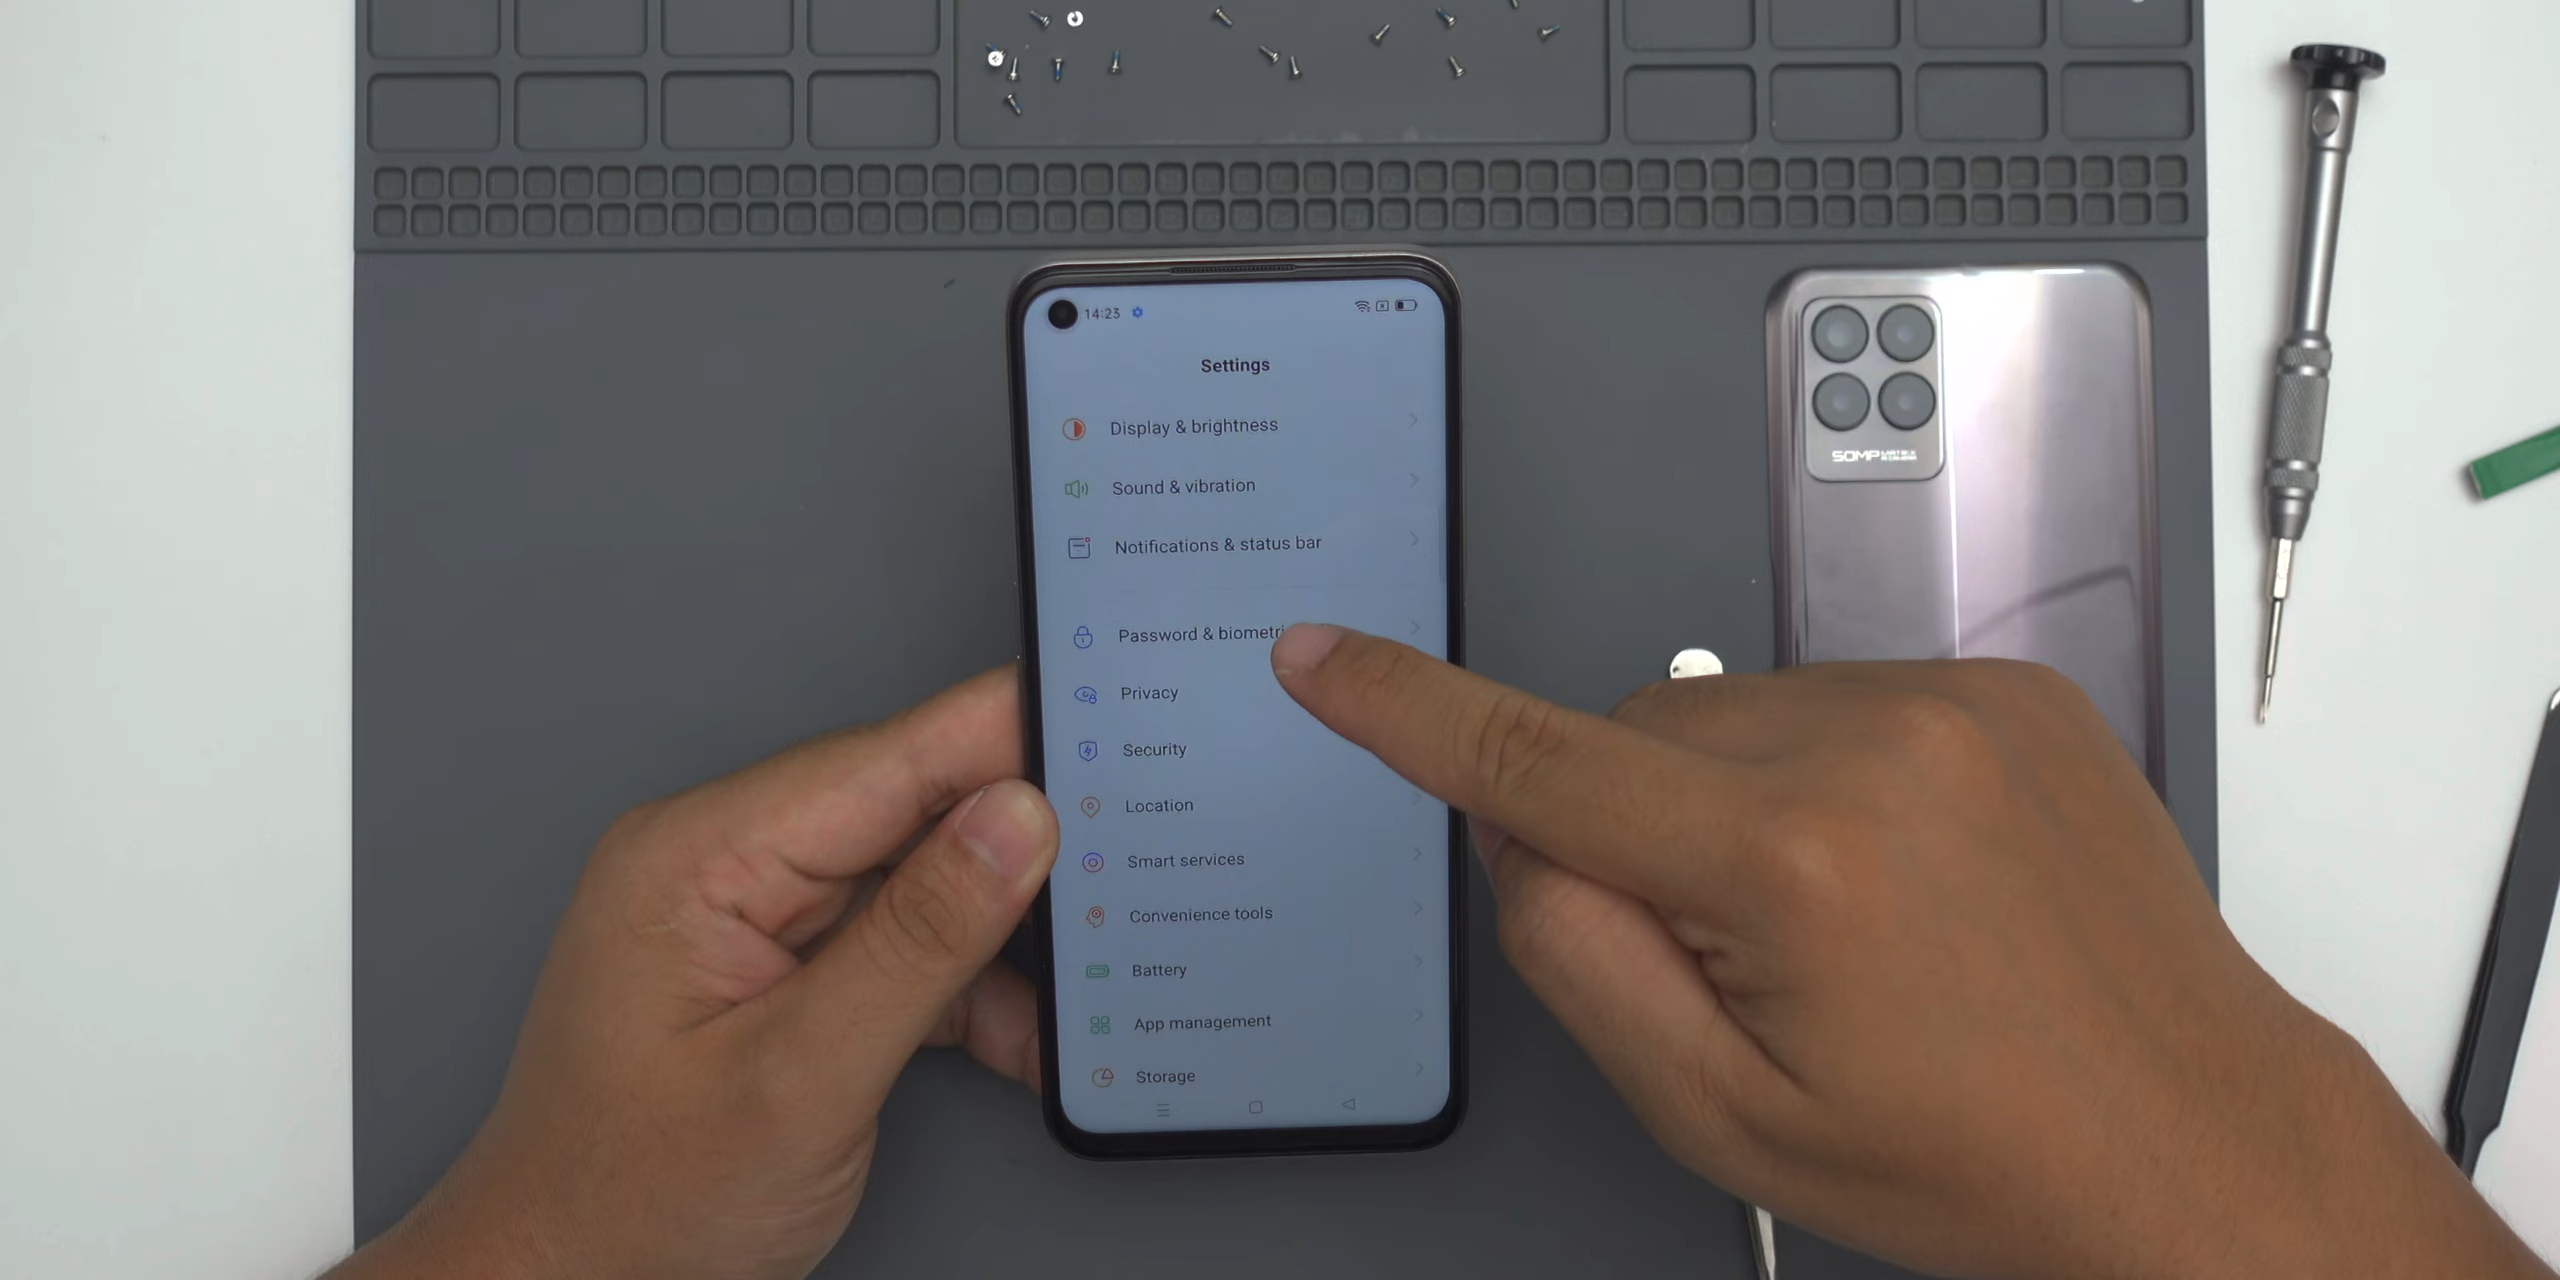 14:23
Settings
Display & brightness
Sound & vibration
Notifications & status bar
Password & biometri
Privacy
Security
Location
Smart services
Convenience tools
Battery
App management
Storage
50MP